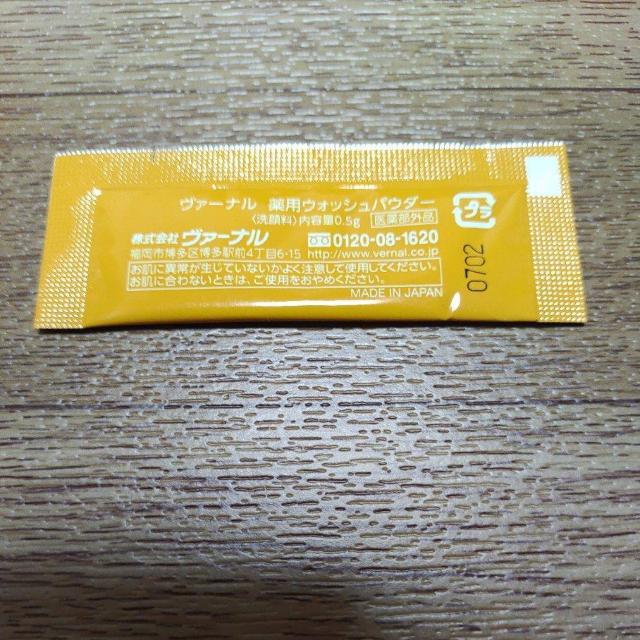 ヴァーナル 薬用ウォッシュパウダー
〈洗顔料〉内容量0.5g 医薬部外品
株式会社 ヴァーナル 0120-08-1620
福岡市博多区博多駅前4丁目6-15 http://www.vernal.co.jp
お肌に異常が生じていないかよく注意して使用してください。
お肌に合わないときは、ご使用をおやめください。
MADE IN JAPAN
プラ
0702